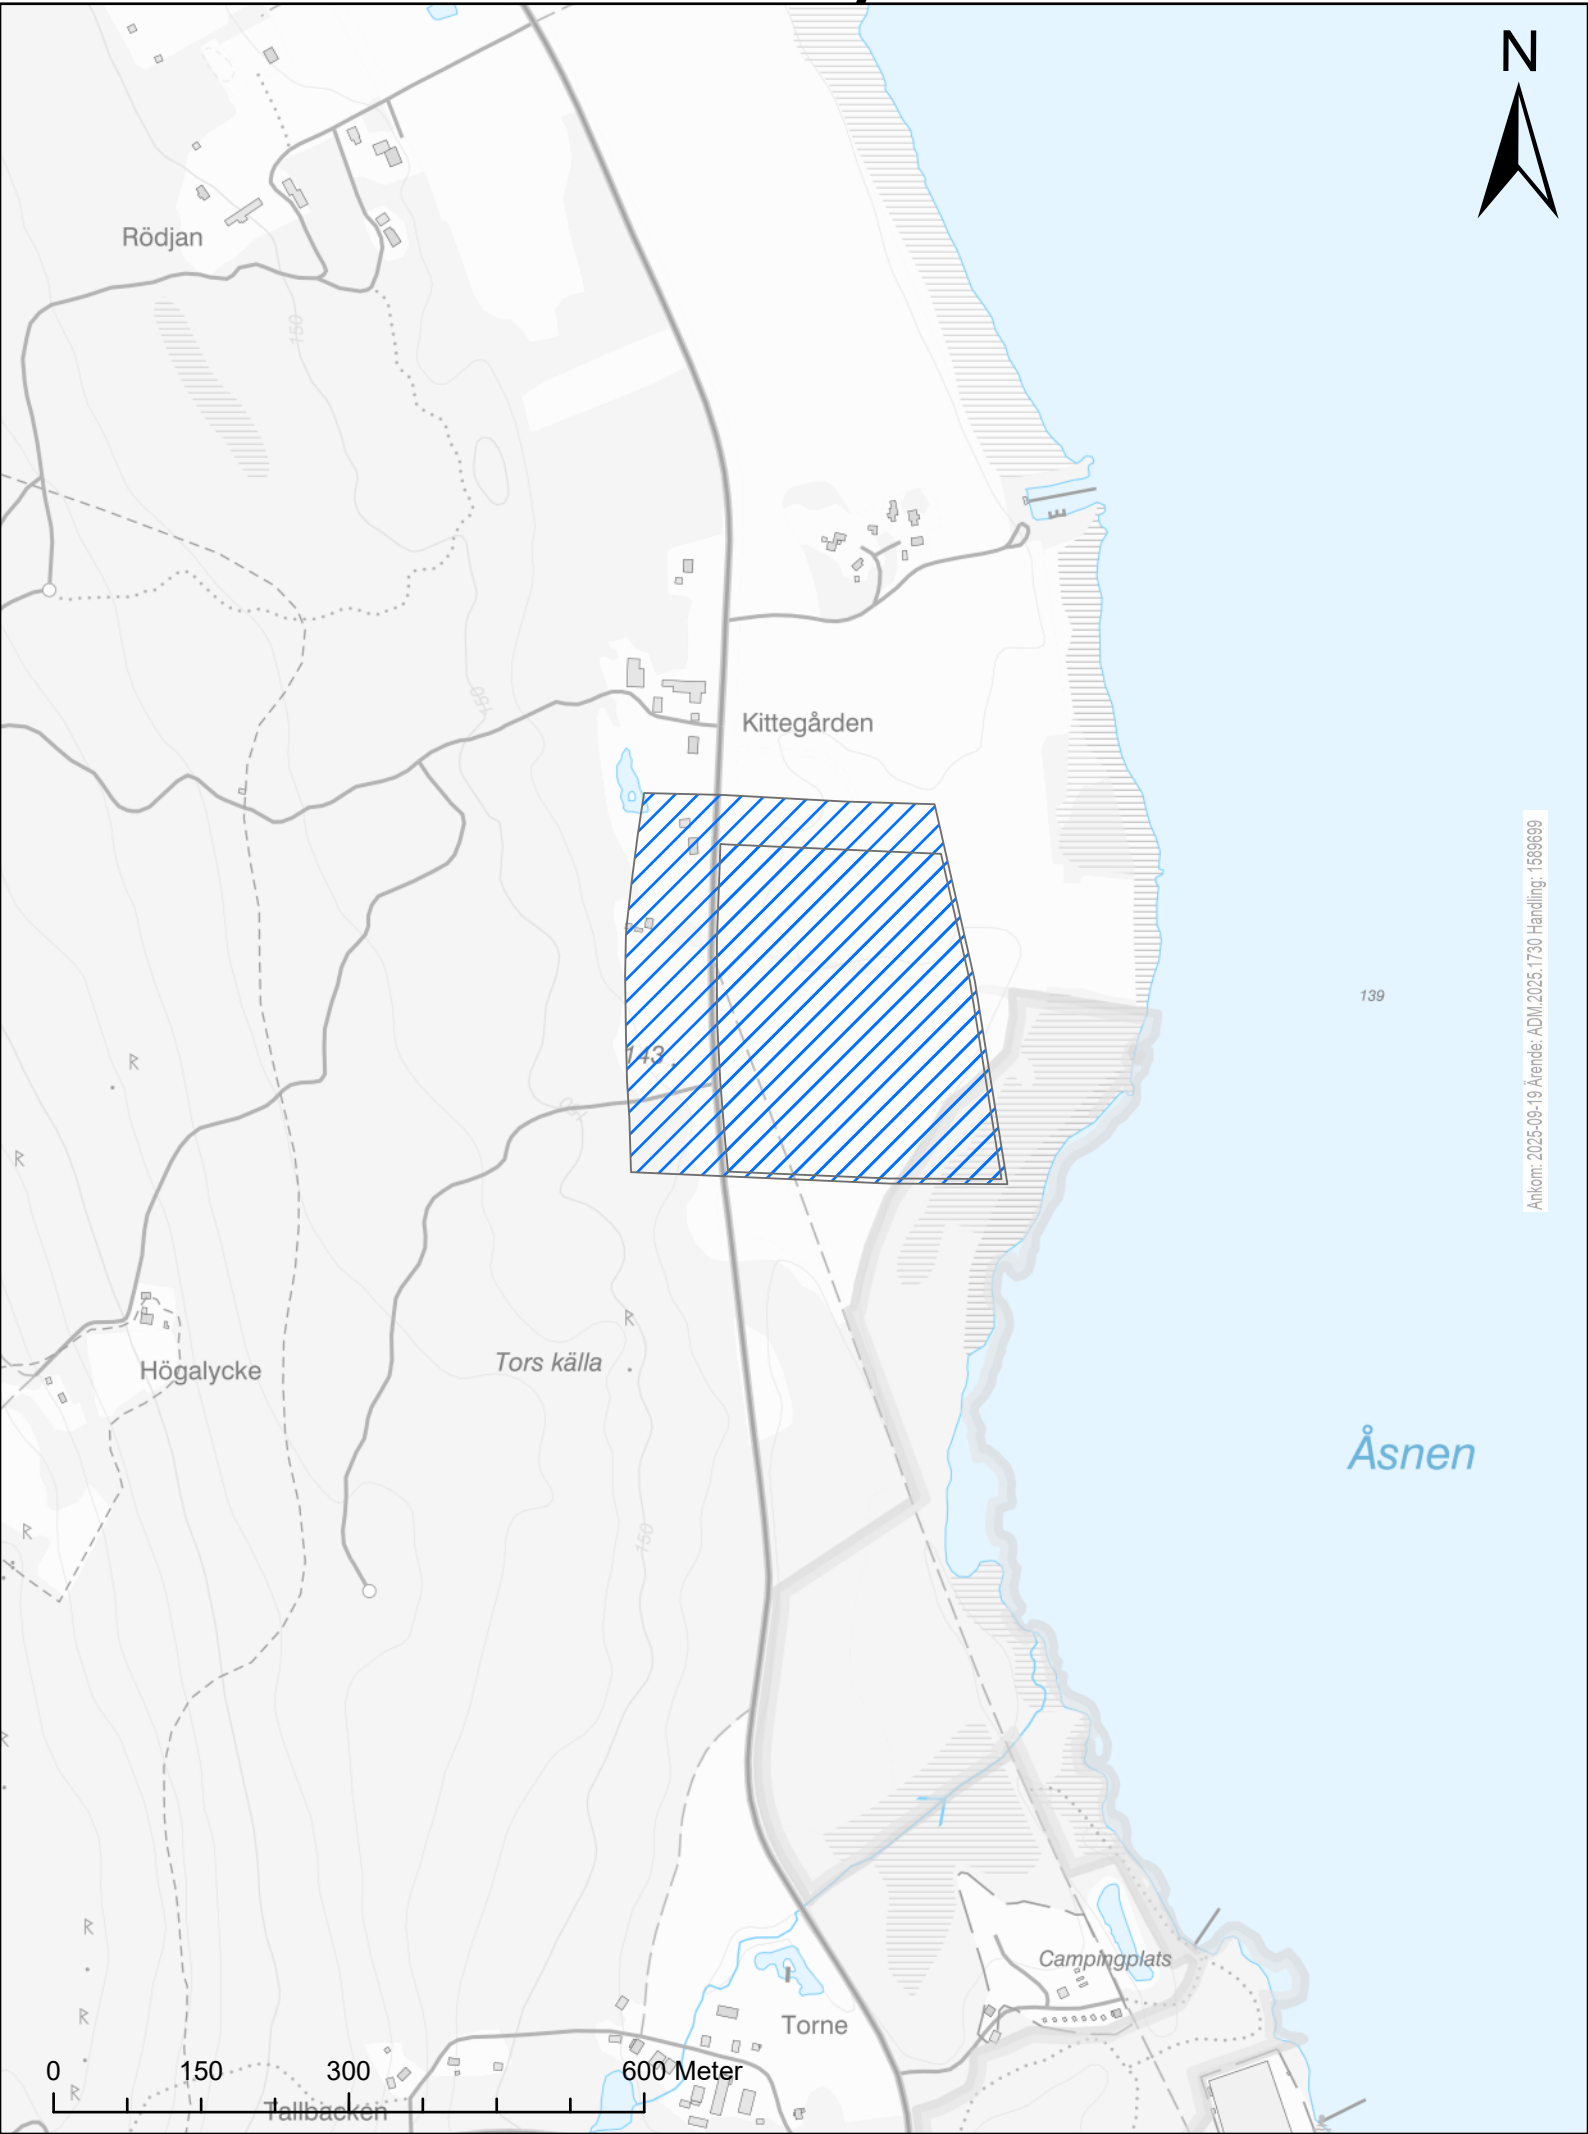 N
Rödjan
150
150
Kittegården
143
150
139
Ankom: 2025-09-19 Ärende: ADM.2025.1730 Handling: 1589699
R
R
R
Tors källa
Högalycke
Åsnen
R
150
R
R
R
Campingplats
Torne
0 150 300 600 Meter
Tallbacken